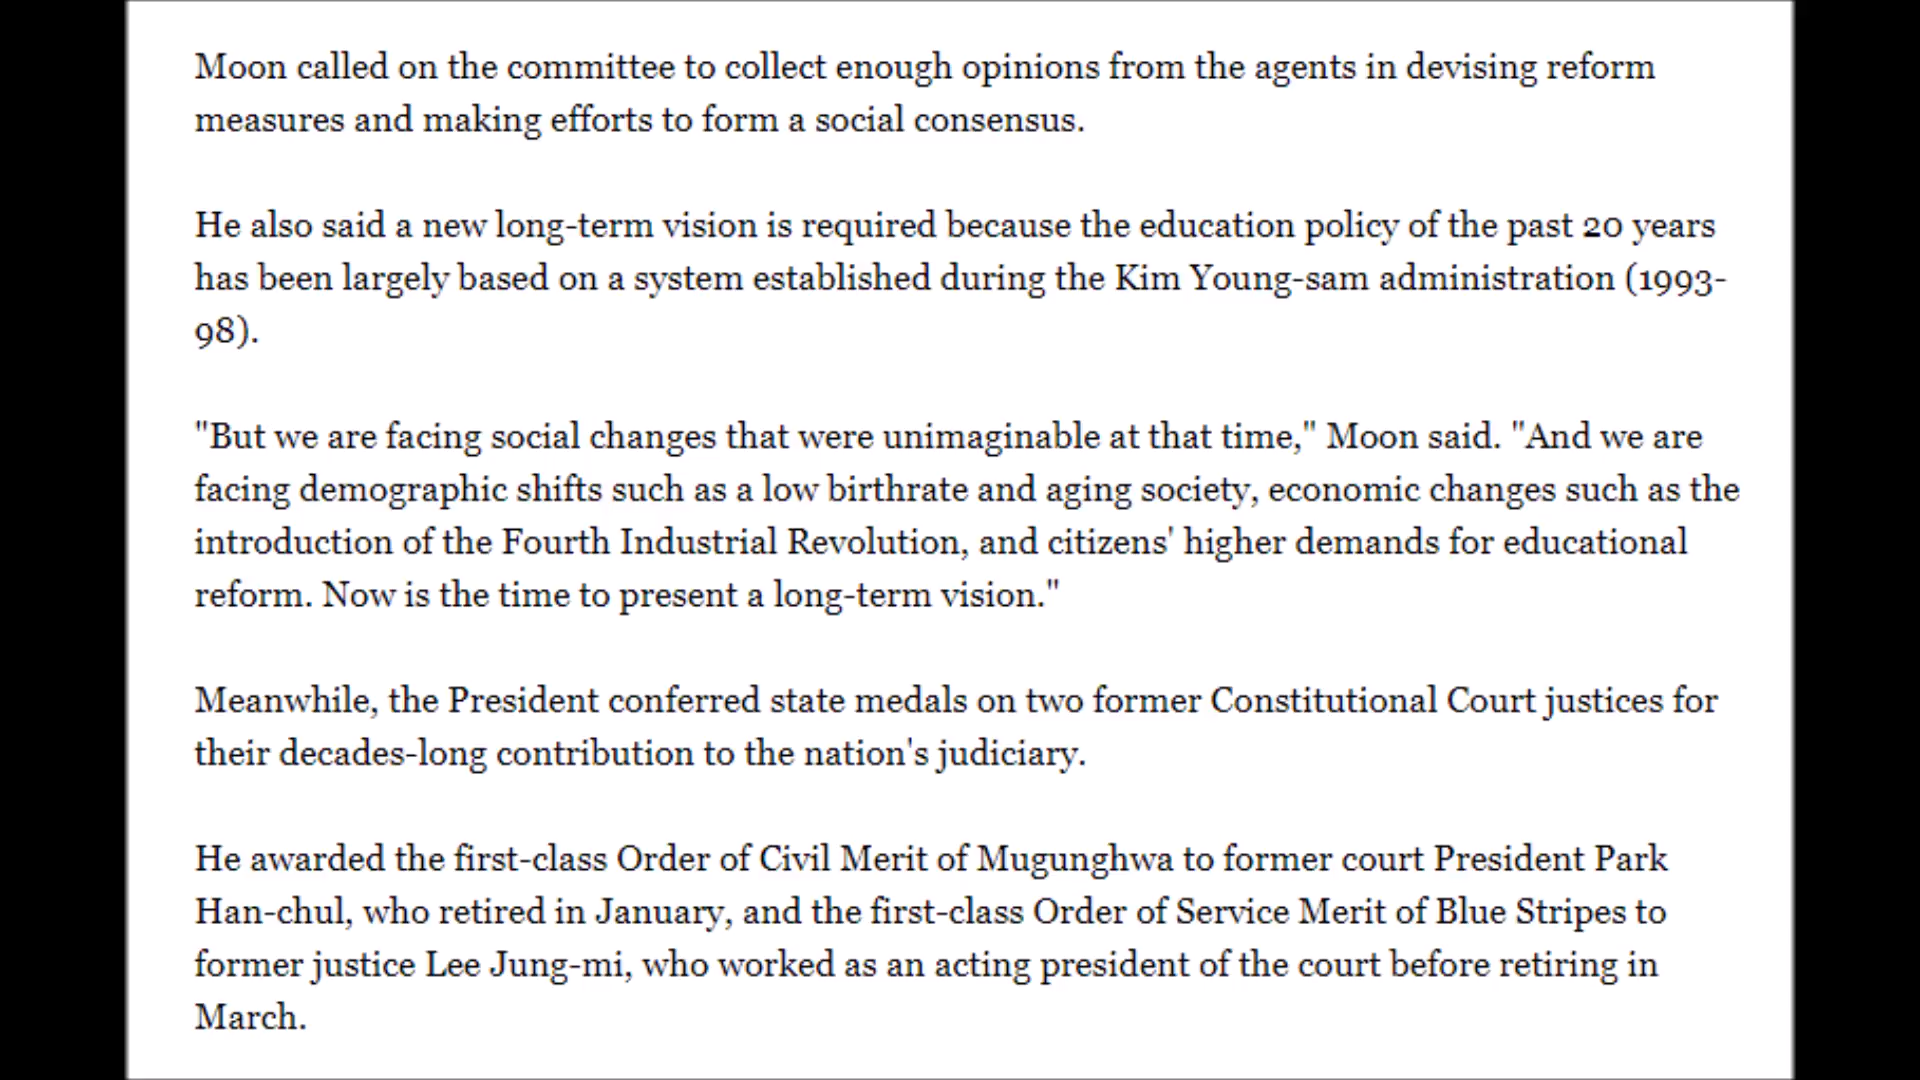 Moon called on the committee to collect enough opinions from the agents in devising reform
measures and making efforts to form a social consensus.
He also said a new long-term vision is required because the education policy of the past 20 years
has been largely based on a system established during the Kim Young-sam administration (1993-
98).
"But we are facing social changes that were unimaginable at that time," Moon said. "And we are
facing demographic shifts such as a low birthrate and aging society, economic changes such as the
introduction of the Fourth Industrial Revolution, and citizens' higher demands for educational
reform. Now is the time to present a long-term vision."
Meanwhile, the President conferred state medals on two former Constitutional Court justices for
their decades-long contribution to the nation's judiciary.
He awarded the first-class Order of Civil Merit of Mugunghwa to former court President Park
Han-chul, who retired in January, and the first-class Order of Service Merit of Blue Stripes to
former justice Lee Jung-mi, who worked as an acting president of the court before retiring in
March.